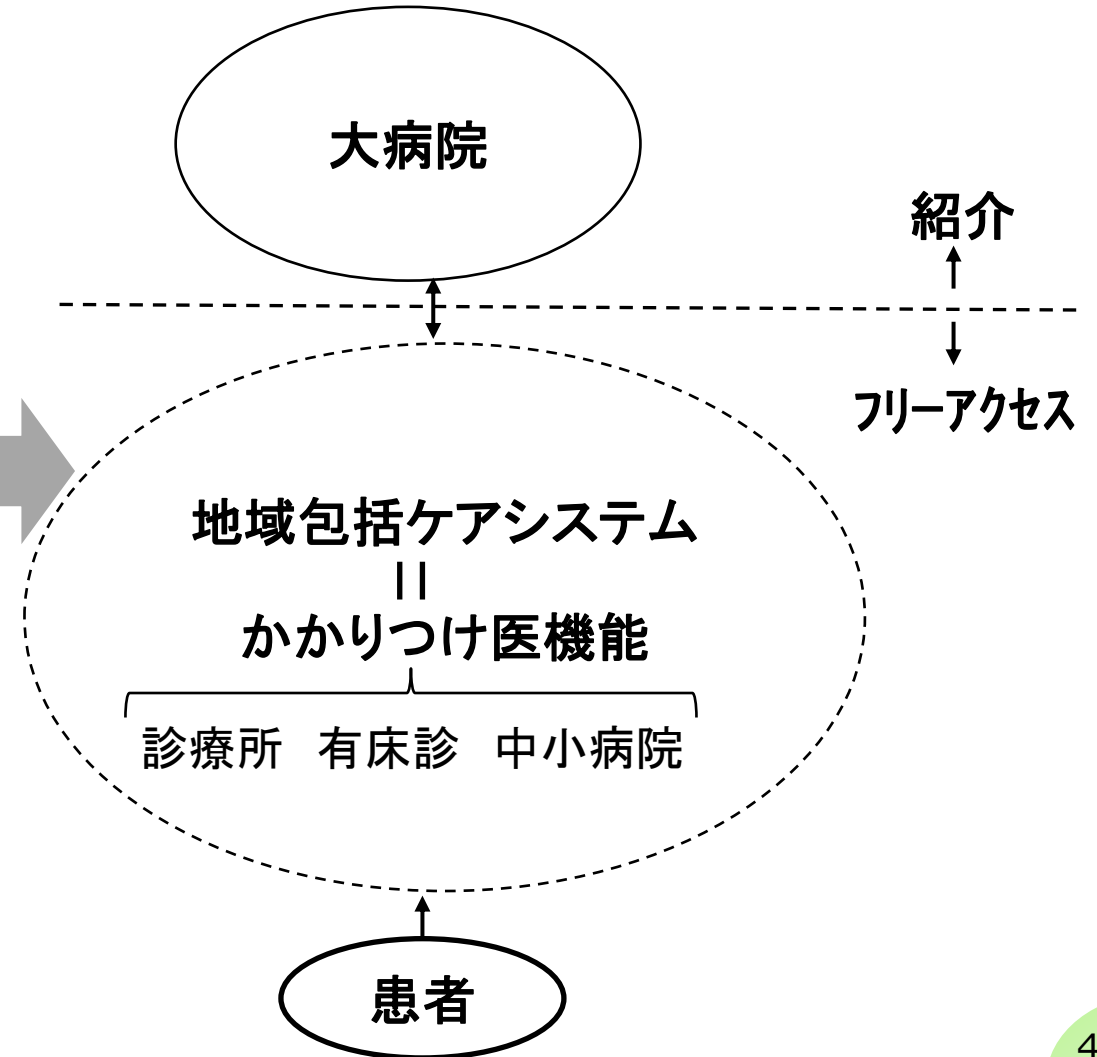 大病院
紹介
フリーアクセス
地域包括ケアシステム
||
かかりつけ医機能
診療所 有床診 中小病院
患者
4